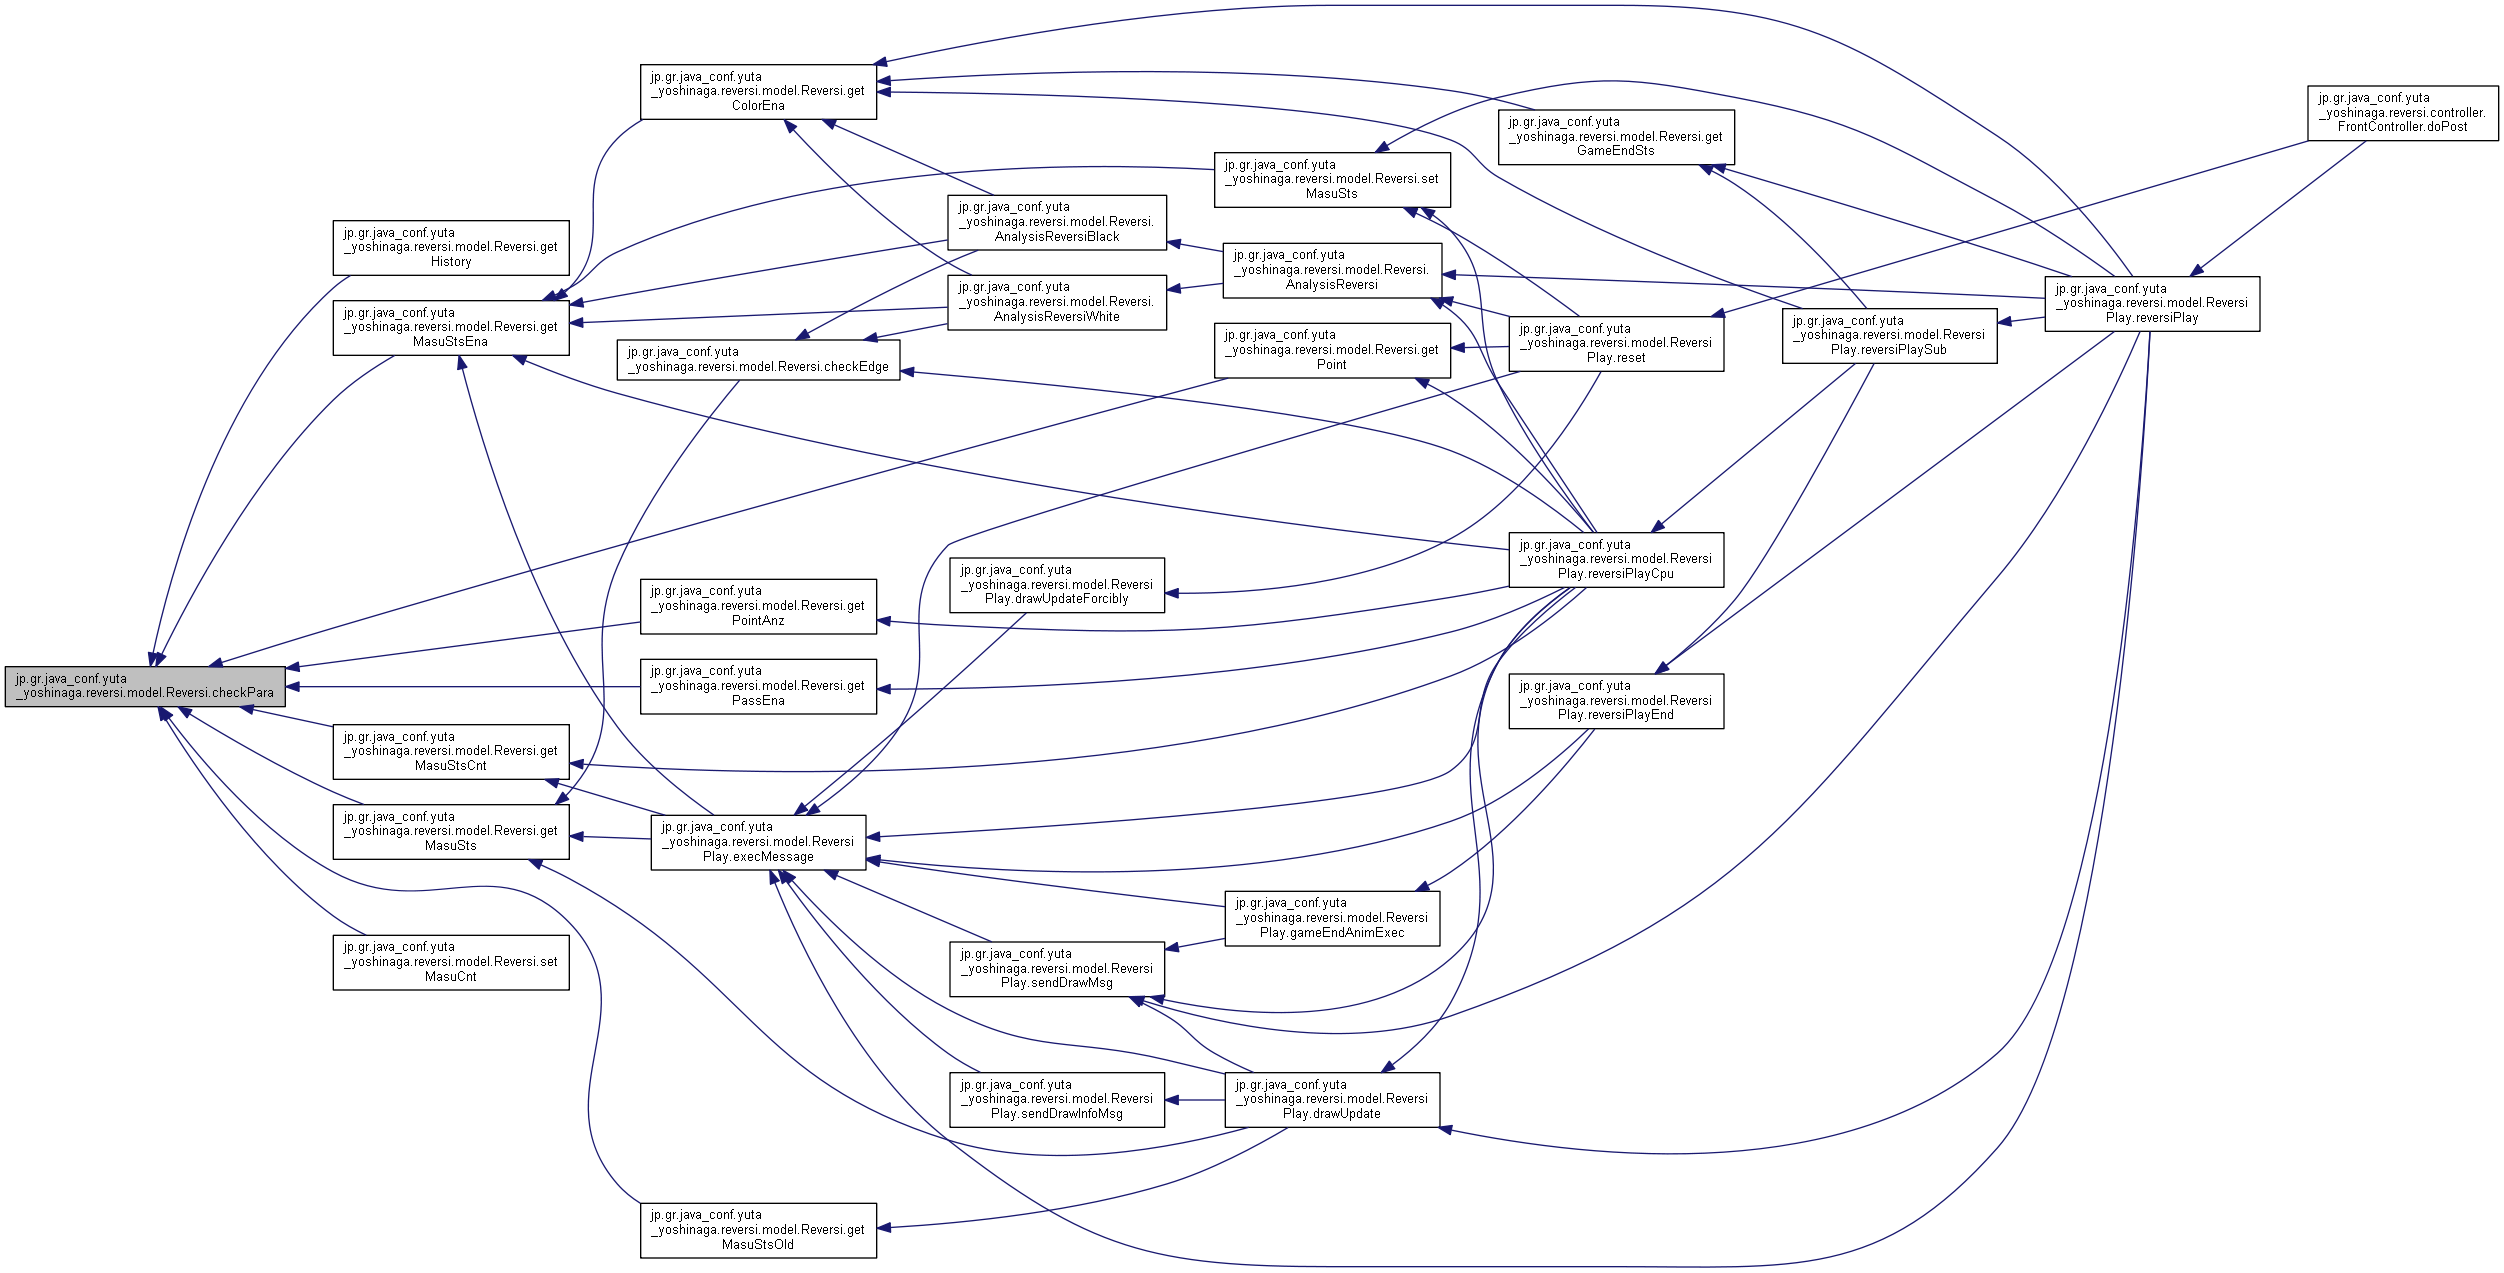 jp.gr.java_conf.yuta
_yoshinaga.reversi.model.Reversi.checkPara
jp.gr.java_conf.yuta
_yoshinaga.reversi.model.Reversi.get
History
jp.gr.java_conf.yuta
_yoshinaga.reversi.model.Reversi.get
MasuStsEna
jp.gr.java_conf.yuta
_yoshinaga.reversi.model.Reversi.get
MasuStsCnt
jp.gr.java_conf.yuta
_yoshinaga.reversi.model.Reversi.get
MasuSts
jp.gr.java_conf.yuta
_yoshinaga.reversi.model.Reversi.set
MasuCnt
jp.gr.java_conf.yuta
_yoshinaga.reversi.model.Reversi.get
ColorEna
jp.gr.java_conf.yuta
_yoshinaga.reversi.model.Reversi.checkEdge
jp.gr.java_conf.yuta
_yoshinaga.reversi.model.Reversi.get
PointAnz
jp.gr.java_conf.yuta
_yoshinaga.reversi.model.Reversi.get
PassEna
jp.gr.java_conf.yuta
_yoshinaga.reversi.model.Reversi
Play.execMessage
jp.gr.java_conf.yuta
_yoshinaga.reversi.model.Reversi.get
MasuStsOld
jp.gr.java_conf.yuta
_yoshinaga.reversi.model.Reversi.
AnalysisReversiBlack
jp.gr.java_conf.yuta
_yoshinaga.reversi.model.Reversi.
AnalysisReversiWhite
jp.gr.java_conf.yuta
_yoshinaga.reversi.model.Reversi
Play.drawUpdateForcibly
jp.gr.java_conf.yuta
_yoshinaga.reversi.model.Reversi
Play.sendDrawMsg
jp.gr.java_conf.yuta
_yoshinaga.reversi.model.Reversi
Play.sendDrawInfoMsg
jp.gr.java_conf.yuta
_yoshinaga.reversi.model.Reversi.set
MasuSts
jp.gr.java_conf.yuta
_yoshinaga.reversi.model.Reversi.
AnalysisReversi
jp.gr.java_conf.yuta
_yoshinaga.reversi.model.Reversi.get
Point
jp.gr.java_conf.yuta
_yoshinaga.reversi.model.Reversi
Play.gameEndAnimExec
jp.gr.java_conf.yuta
_yoshinaga.reversi.model.Reversi
Play.drawUpdate
jp.gr.java_conf.yuta
_yoshinaga.reversi.model.Reversi.get
GameEndSts
jp.gr.java_conf.yuta
_yoshinaga.reversi.model.Reversi
Play.reset
jp.gr.java_conf.yuta
_yoshinaga.reversi.model.Reversi
Play.reversiPlayCpu
jp.gr.java_conf.yuta
_yoshinaga.reversi.model.Reversi
Play.reversiPlayEnd
jp.gr.java_conf.yuta
_yoshinaga.reversi.model.Reversi
Play.reversiPlaySub
jp.gr.java_conf.yuta
_yoshinaga.reversi.model.Reversi
Play.reversiPlay
jp.gr.java_conf.yuta
_yoshinaga.reversi.controller.
FrontController.doPost